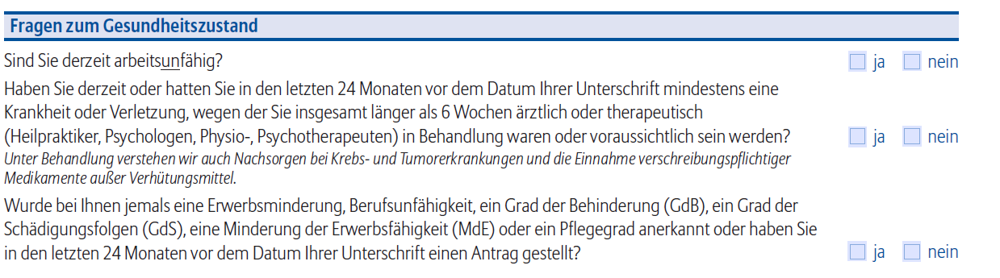 Fragen zum Gesundheitszustand
Sind Sie derzeit arbeitsunfähig? ja nein
Haben Sie derzeit oder hatten Sie in den letzten 24 Monaten vor dem Datum Ihrer Unterschrift mindestens eine
Krankheit oder Verletzung, wegen der Sie insgesamt länger als 6 Wochen ärztlich oder therapeutisch
(Heilpraktiker, Psychologen, Physio-, Psychotherapeuten) in Behandlung waren oder voraussichtlich sein werden? ja nein
Unter Behandlung verstehen wir auch Nachsorgen bei Krebs- und Tumorerkrankungen und die Einnahme verschreibungspflichtiger
Medikamente außer Verhütungsmittel.
Wurde bei Ihnen jemals eine Erwerbsminderung, Berufsunfähigkeit, ein Grad der Behinderung (GdB), ein Grad der
Schädigungsfolgen (GdS), eine Minderung der Erwerbsfähigkeit (MdE) oder ein Pflegegrad anerkannt oder haben Sie
in den letzten 24 Monaten vor dem Datum Ihrer Unterschrift einen Antrag gestellt? ja nein